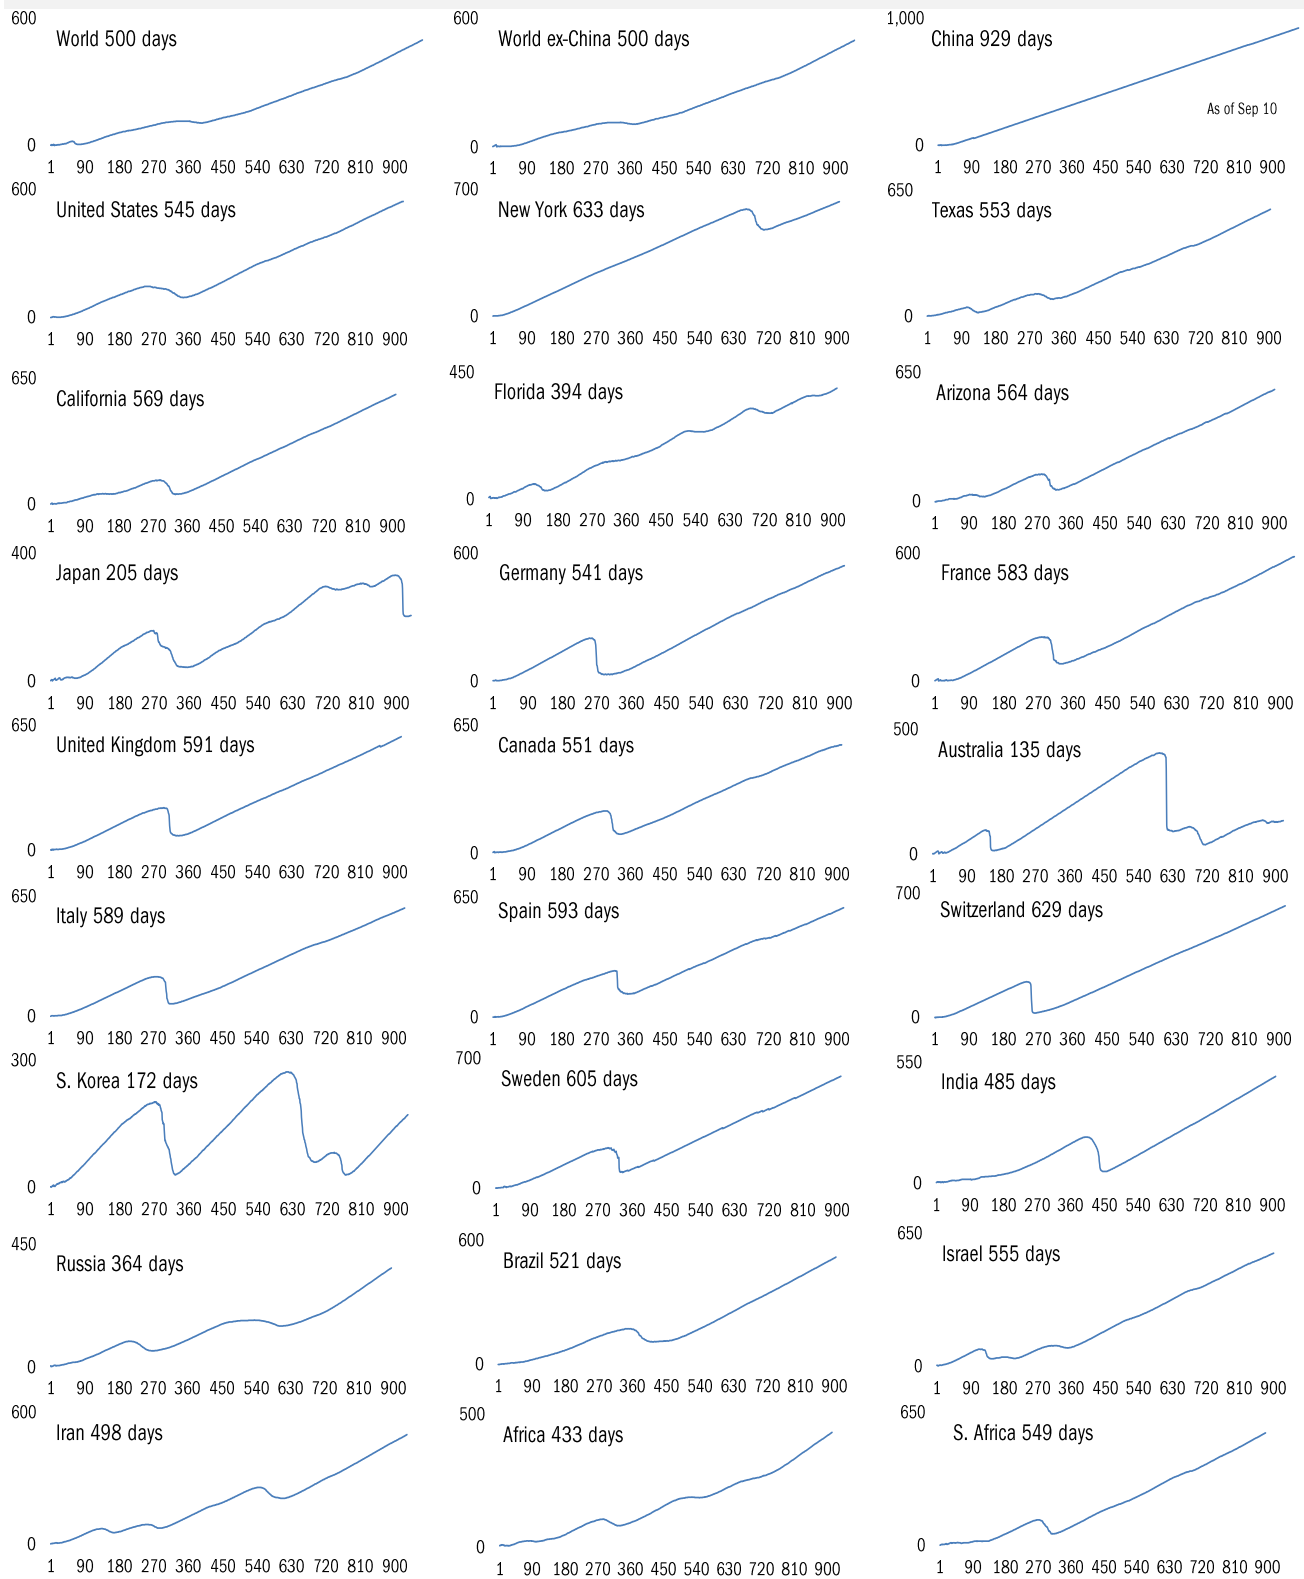 600 600 1,000
World 500 days World ex-China 500 days China 929 days
As of Sep 10
0 0 0
1 90 180 270 360 450 540 630 720 810 900 1 90 180 270 360 450 540 630 720 810 900 1 90 180 270 360 450 540 630 720 810 900
600 700 650
United States 545 days New York 633 days Texas 553 days
0 0 0
1 90 180 270 360 450 540 630 720 810 900 1 90 180 270 360 450 540 630 720 810 900 1 90 180 270 360 450 540 630 720 810 900
650 450 650
California 569 days Florida 394 days Arizona 564 days
0 0 0
1 90 180 270 360 450 540 630 720 810 900 1 90 180 270 360 450 540 630 720 810 900 1 90 180 270 360 450 540 630 720 810 900
400 600 600
Japan 205 days Germany 541 days France 583 days
0 0 0
1 90 180 270 360 450 540 630 720 810 900 1 90 180 270 360 450 540 630 720 810 900 1 90 180 270 360 450 540 630 720 810 900
650 650 500
United Kingdom 591 days Canada 551 days Australia 135 days
0 0 0
1 90 180 270 360 450 540 630 720 810 900 1 90 180 270 360 450 540 630 720 810 900 1 90 180 270 360 450 540 630 720 810 900
650 650 700
Italy 589 days Spain 593 days Switzerland 629 days
0 0 0
1 90 180 270 360 450 540 630 720 810 900 1 90 180 270 360 450 540 630 720 810 900 1 90 180 270 360 450 540 630 720 810 900
300 700 550
S. Korea 172 days Sweden 605 days India 485 days
0 0 0
1 90 180 270 360 450 540 630 720 810 900 1 90 180 270 360 450 540 630 720 810 900 1 90 180 270 360 450 540 630 720 810 900
450 600 650
Russia 364 days Brazil 521 days Israel 555 days
0 0 0
1 90 180 270 360 450 540 630 720 810 900 1 90 180 270 360 450 540 630 720 810 900 1 90 180 270 360 450 540 630 720 810 900
600 500 650
Iran 498 days Africa 433 days S. Africa 549 days
0 0 0
1 90 180 270 360 450 540 630 720 810 900 1 90 180 270 360 450 540 630 720 810 900 1 90 180 270 360 450 540 630 720 810 900